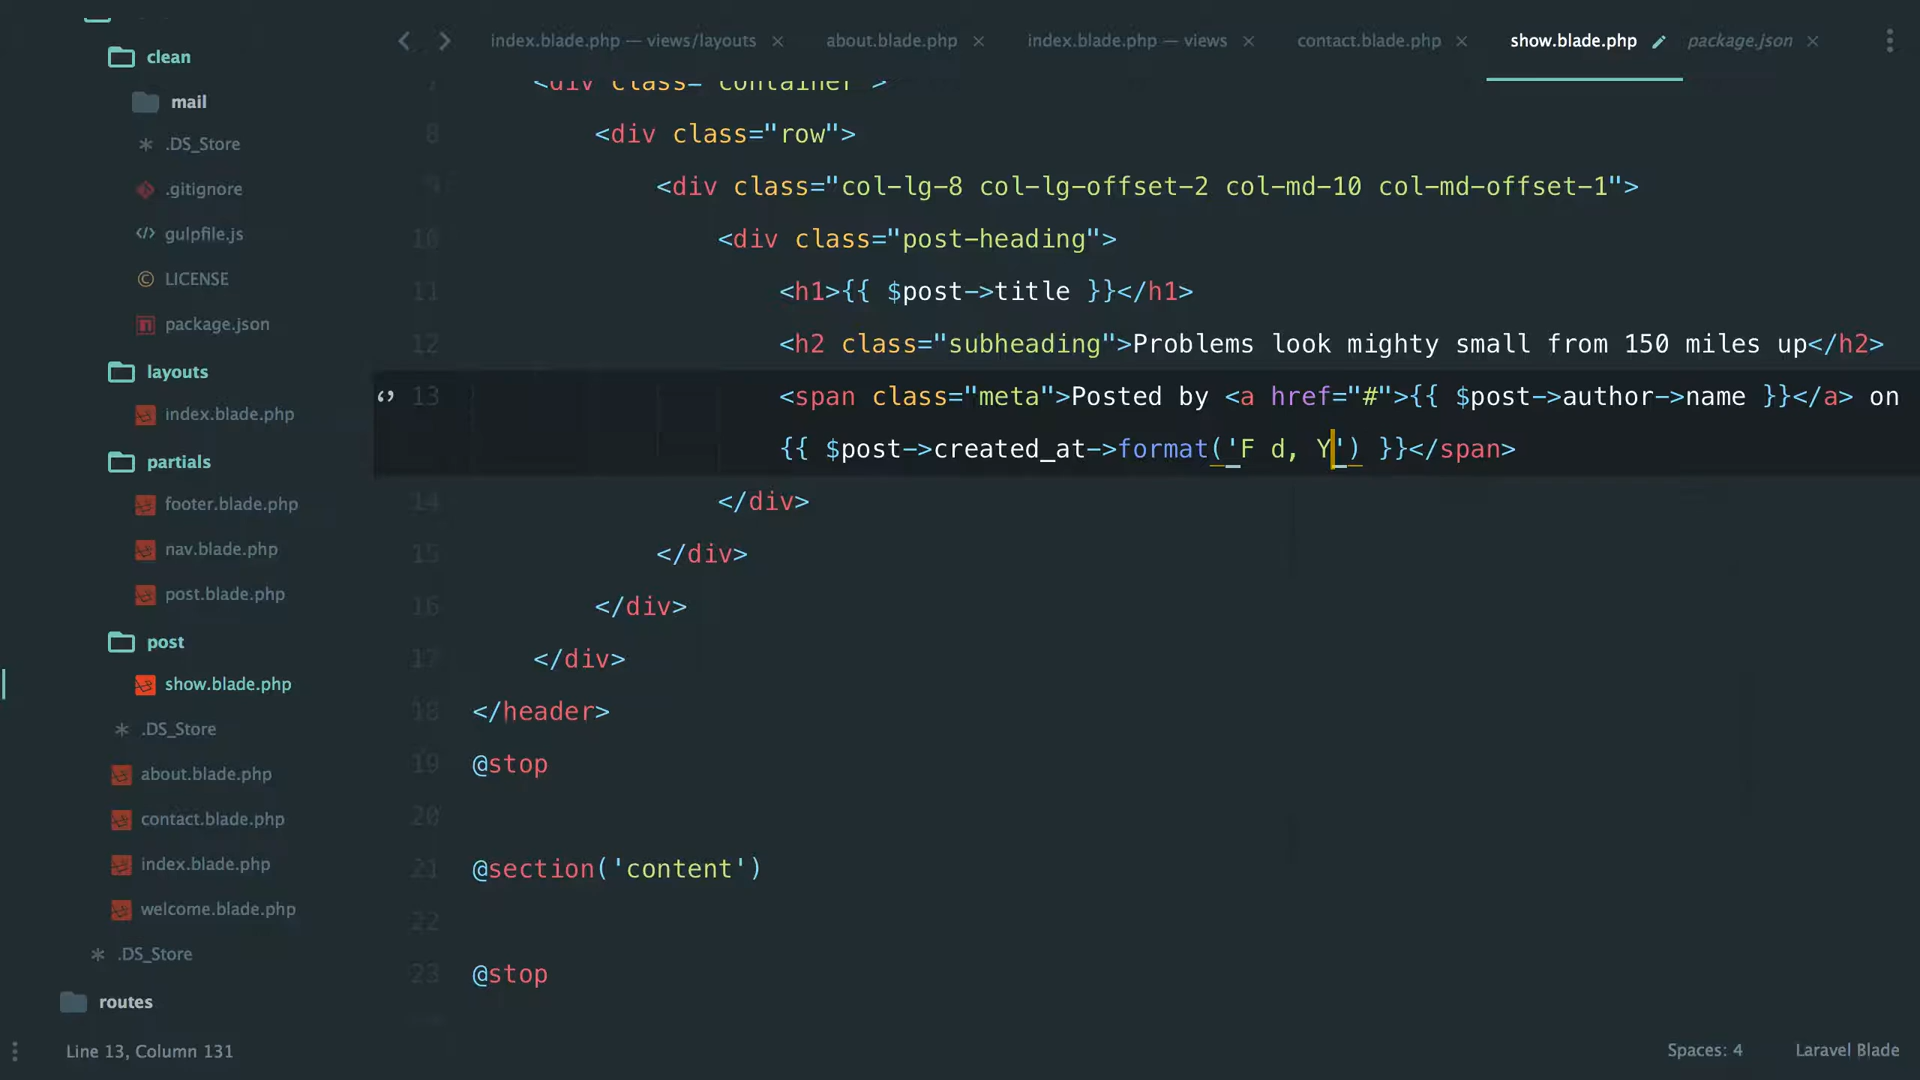 clean
mail
.DS_Store
.gitignore
gulpfile.js
LICENSE
package.json
layouts
index.blade.php
partials
footer.blade.php
nav.blade.php
post.blade.php
post
show.blade.php
.DS_Store
about.blade.php
contact.blade.php
index.blade.php
welcome.blade.php
.DS_Store
routes
index.blade.php — views/layouts
about.blade.php
index.blade.php — views
contact.blade.php
show.blade.php
package.json
7 <div class="container">
8 <div class="row">
9 <div class="col-lg-8 col-lg-offset-2 col-md-10 col-md-offset-1">
10 <div class="post-heading">
11 <h1>{{ $post->title }}</h1>
12 <h2 class="subheading">Problems look mighty small from 150 miles up</h2>
13 <span class="meta">Posted by <a href="#">{{ $post->author->name }}</a> on
{{ $post->created_at->format('F d, Y') }}</span>
14 </div>
15 </div>
16 </div>
17 </div>
18 </header>
19 @stop
20
21 @section('content')
22
23 @stop
Line 13, Column 131
Spaces: 4
Laravel Blade